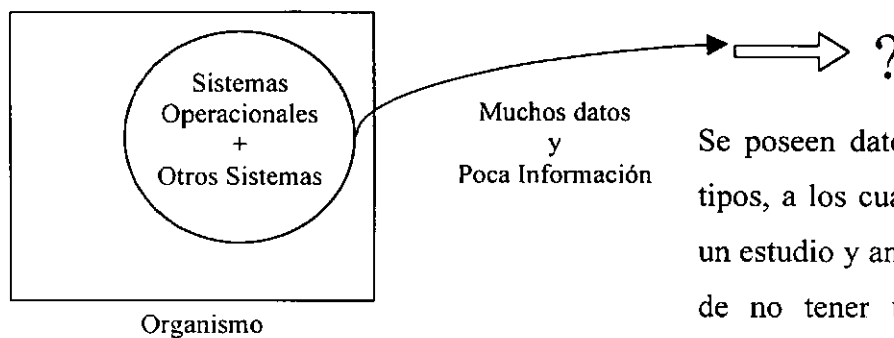 Sistemas
Operacionales
+
Otros Sistemas
Organismo
Muchos datos
y
Poca Información
?
Se poseen dato
tipos, a los cua
un estudio y an
de no tener